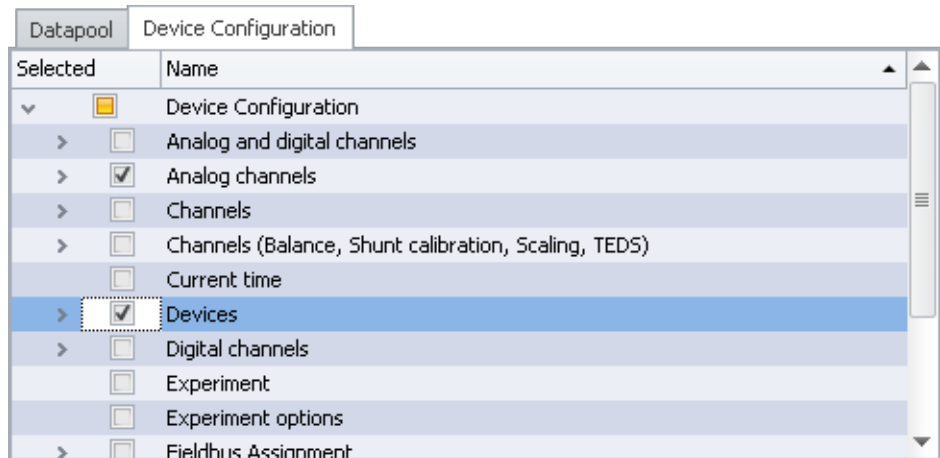 Datapool Device Configuration
Selected Name
Device Configuration
Analog and digital channels
Analog channels
Channels
Channels (Balance, Shunt calibration, Scaling, TEDS)
Current time
Devices
Digital channels
Experiment
Experiment options
Fieldbus Assignment